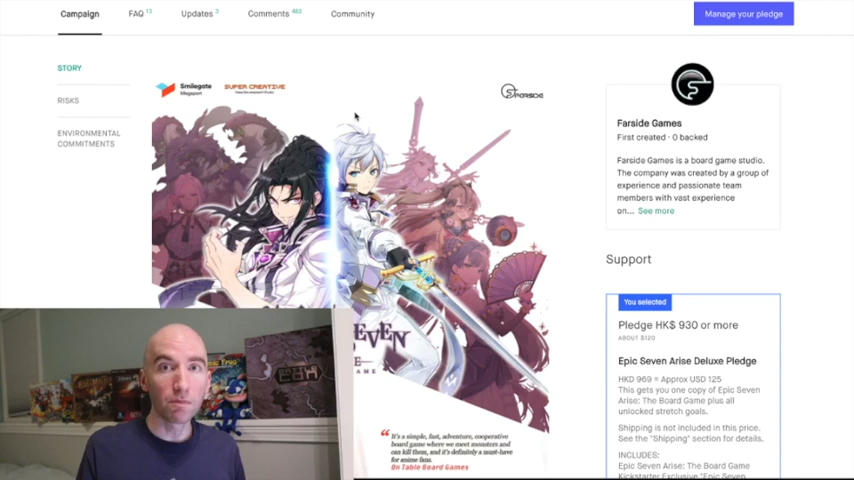 Campaign
FAQ 13
Updates 3
Comments 483
Community
Manage your pledge
STORY
RISKS
ENVIRONMENTAL
COMMITMENTS
Smilegate
Megaport
SUPER CREATIVE
FARSIDE
SEVEN
GAME
“ It's a simple, fast, adventure, cooperative
board game where we meet monsters and
can kill them, and it's definitely a must-have
for anime fans.
On Table Board Games
Farside Games
First created · 0 backed
Farside Games is a board game studio.
The company was created by a group of
experience and passionate team
members with vast experience
on... See more
Support
You selected
Pledge HK$ 930 or more
ABOUT $120
Epic Seven Arise Deluxe Pledge
HKD 969 = Approx USD 125
This gets you one copy of Epic Seven
Arise: The Board Game plus all
unlocked stretch goals.
Shipping is not included in this price.
See the "Shipping" section for details.
INCLUDES:
Epic Seven Arise: The Board Game
Kickstarter Exclusive "Epic Seven